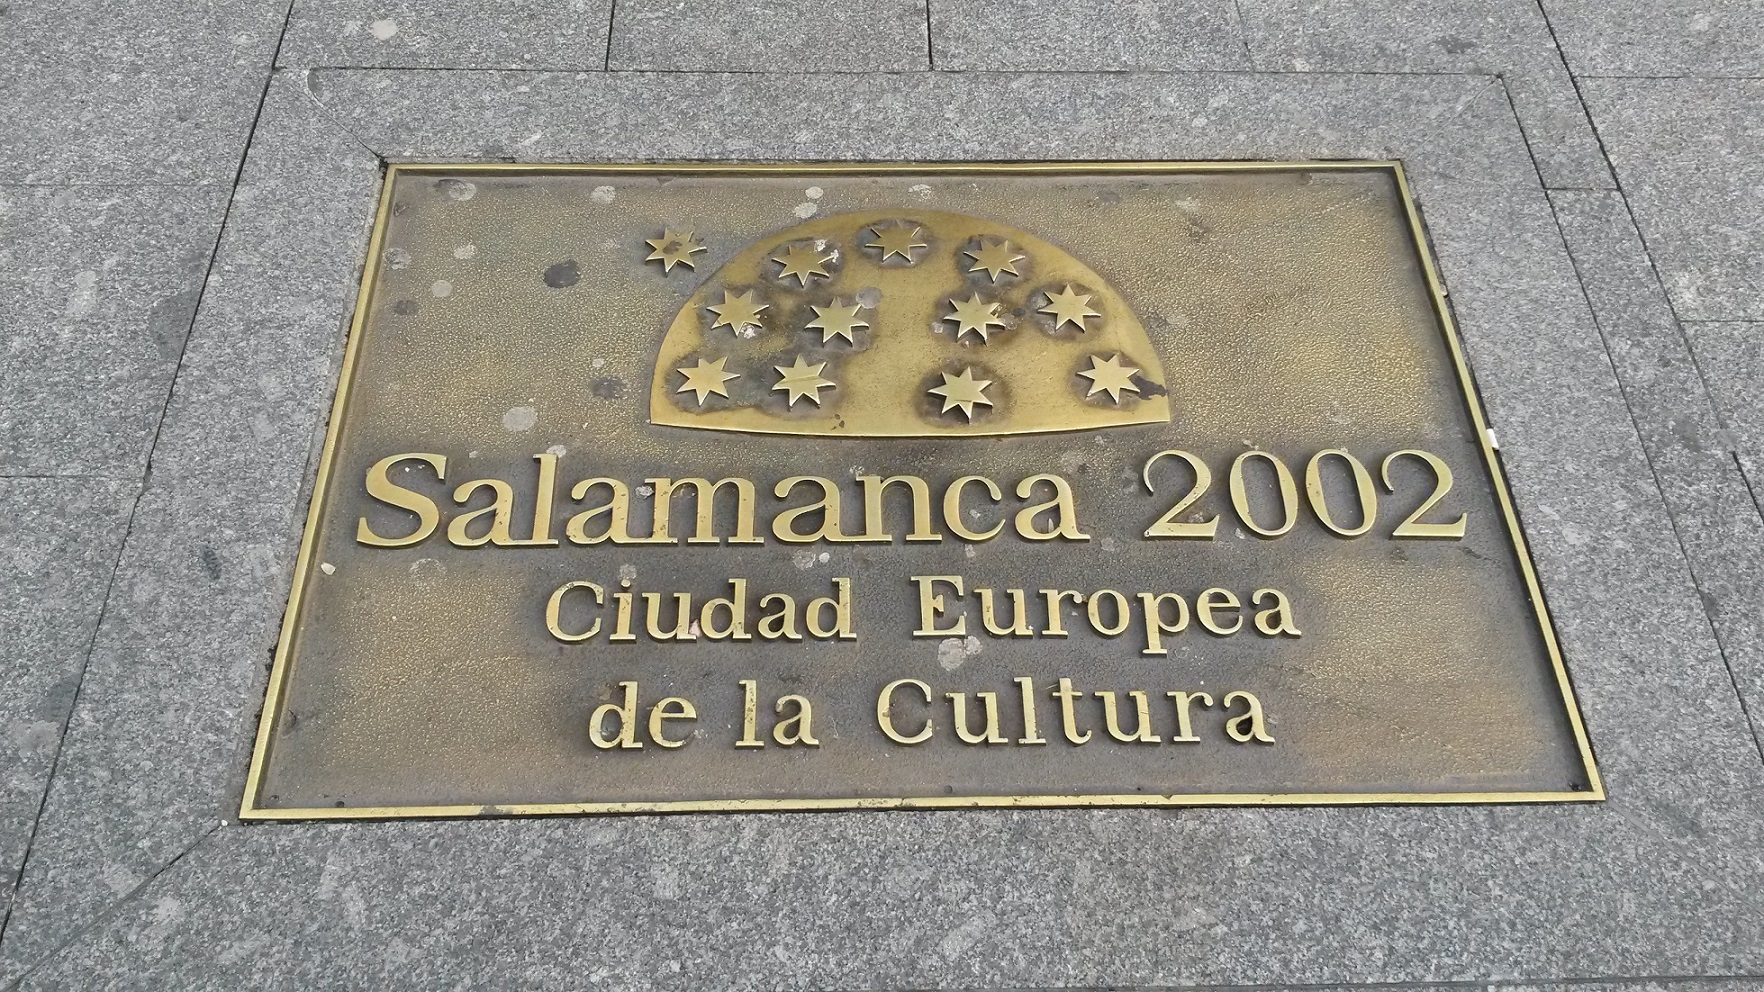 Salamanca 2002
Ciudad Europea
de la Cultura